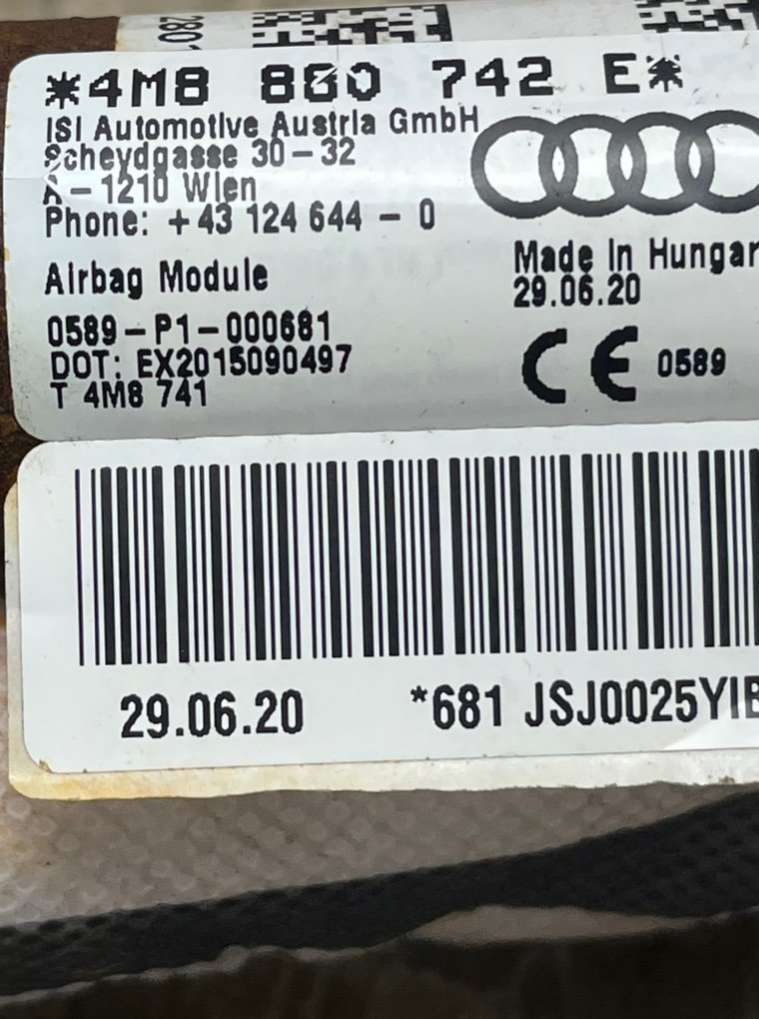 280
*4M8 880 742 E*
ISI Automotive Austria GmbH
Scheydgasse 30-32
A-1210 Wien
Phone: +43 124 644 - 0
Airbag Module
Made In Hungar
29.06.20
0589-P1-000681
DOT: EX2015090497
T 4M8 741
CE 0589
29.06.20
*681 JSJ0025YIB